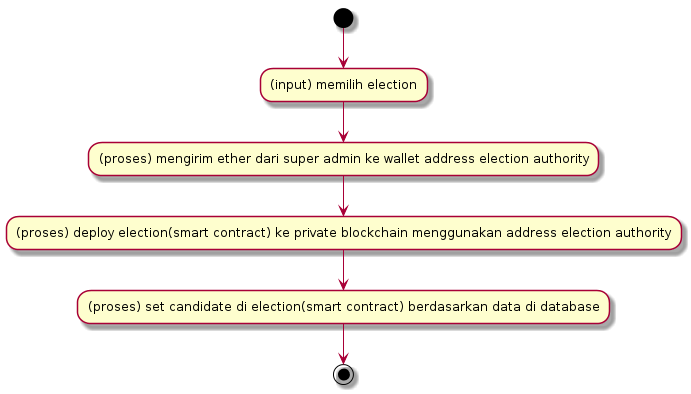 (input) memilih election
(proses) mengirim ether dari super admin ke wallet address election authority
(proses) deploy election(smart contract) ke private blockchain menggunakan address election authority
(proses) set candidate di election(smart contract) berdasarkan data di database